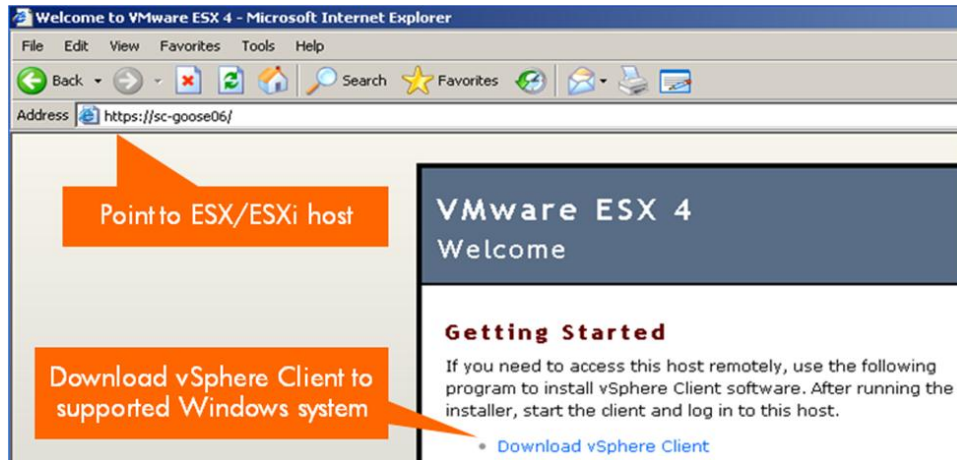 Welcome to VMware ESX 4 - Microsoft Internet Explorer
File Edit View Favorites Tools Help
Back Search Favorites
Address https://sc-goose06/
Point to ESX/ESXi host
VMware ESX 4
Welcome
Getting Started
If you need to access this host remotely, use the following
program to install vSphere Client software. After running the
installer, start the client and log in to this host.
Download vSphere Client to
supported Windows system
• Download vSphere Client